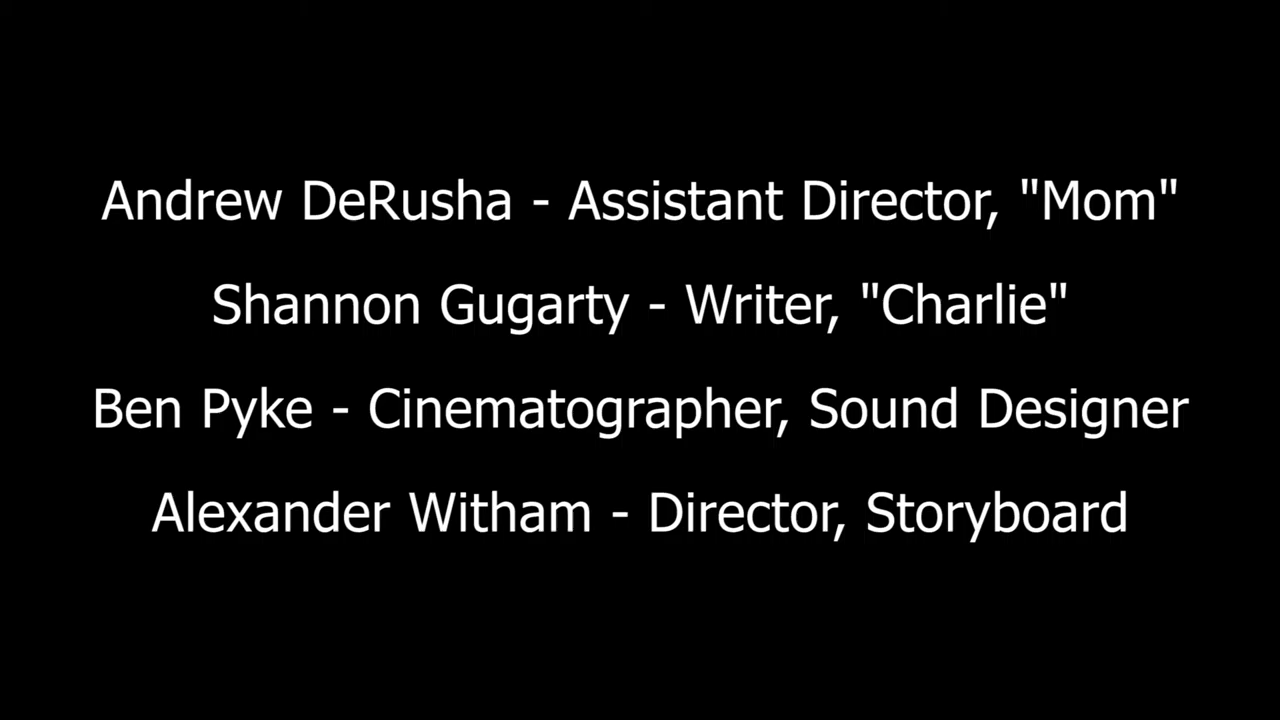 Andrew DeRusha - Assistant Director, "Mom"
Shannon Gugarty - Writer, "Charlie"
Ben Pyke - Cinematographer, Sound Designer
Alexander Witham - Director, Storyboard